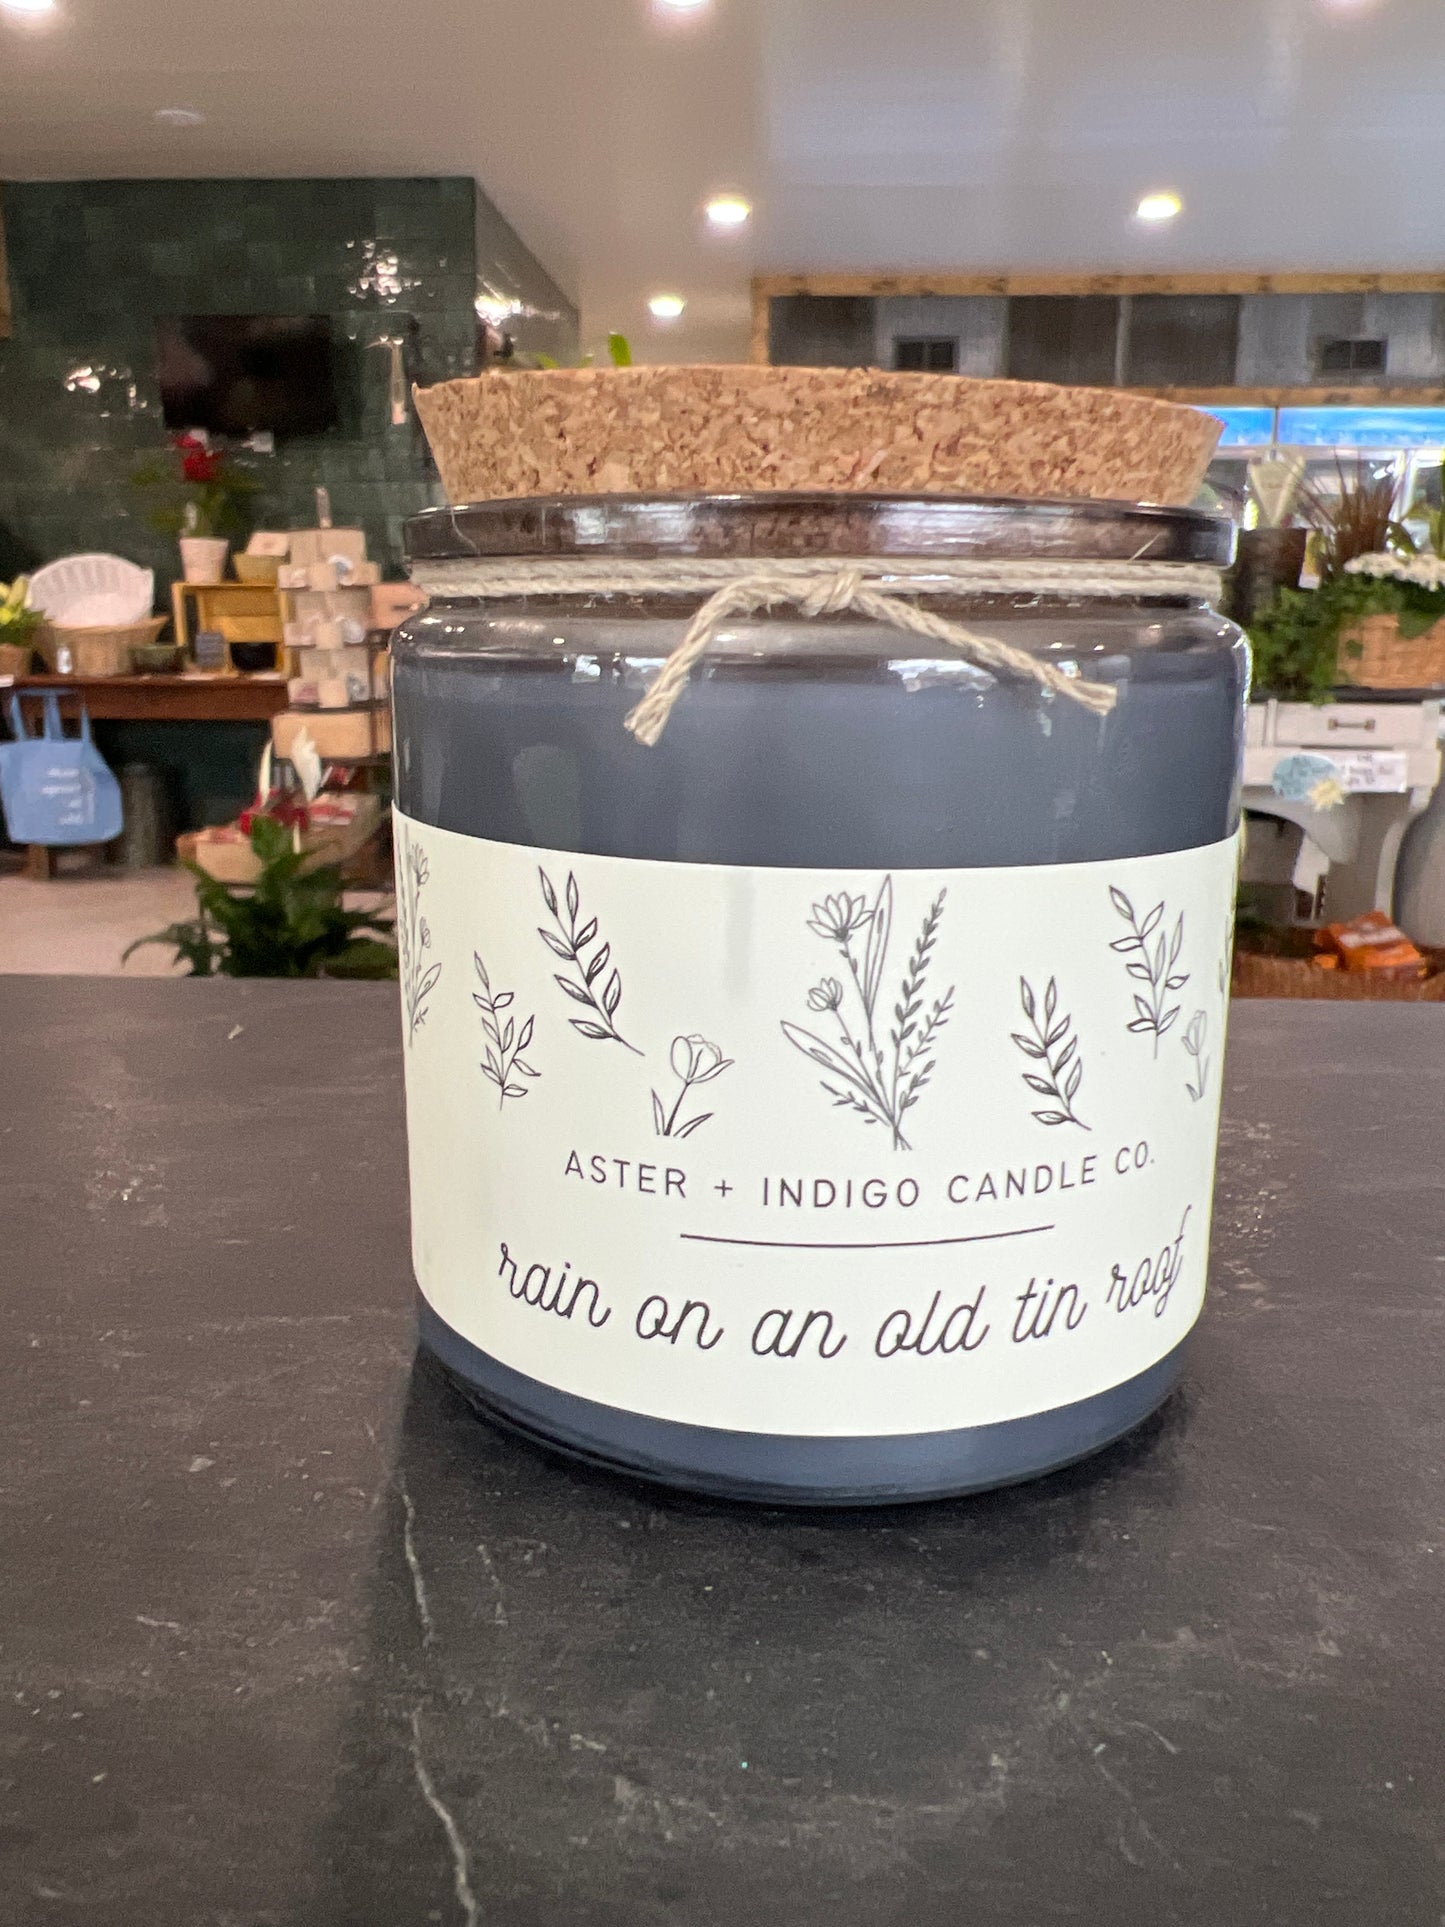 ASTER + INDIGO CANDLE CO.
rain on an old tin roof